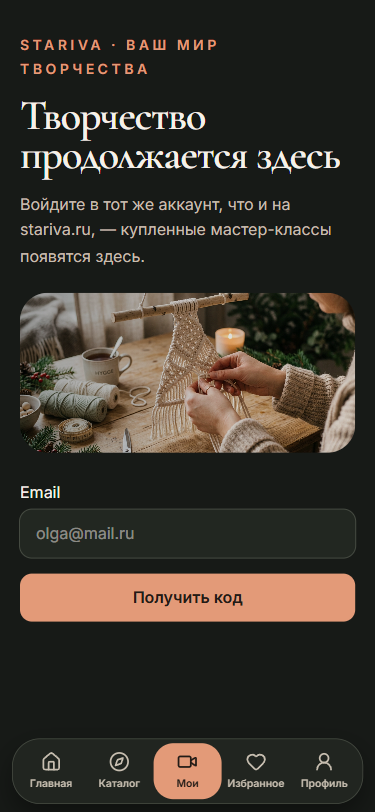 STARIVA · ВАШ МИР
ТВОРЧЕСТВА
Творчество
продолжается здесь
Войдите в тот же аккаунт, что и на
stariva.ru, — купленные мастер-классы
появятся здесь.
Email
olga@mail.ru
Получить код
Главная
Каталог
Мои
Избранное
Профиль